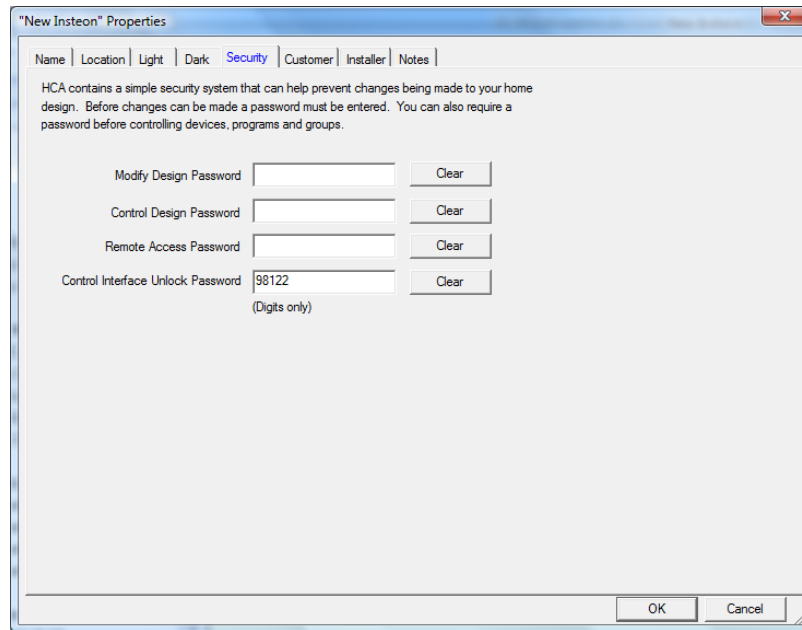 "New Insteon" Properties
Name Location Light Dark Security Customer Installer Notes
HCA contains a simple security system that can help prevent changes being made to your home
design. Before changes can be made a password must be entered. You can also require a
password before controlling devices, programs and groups.
Modify Design Password Clear
Control Design Password Clear
Remote Access Password Clear
Control Interface Unlock Password 98122 Clear
(Digits only)
OK Cancel